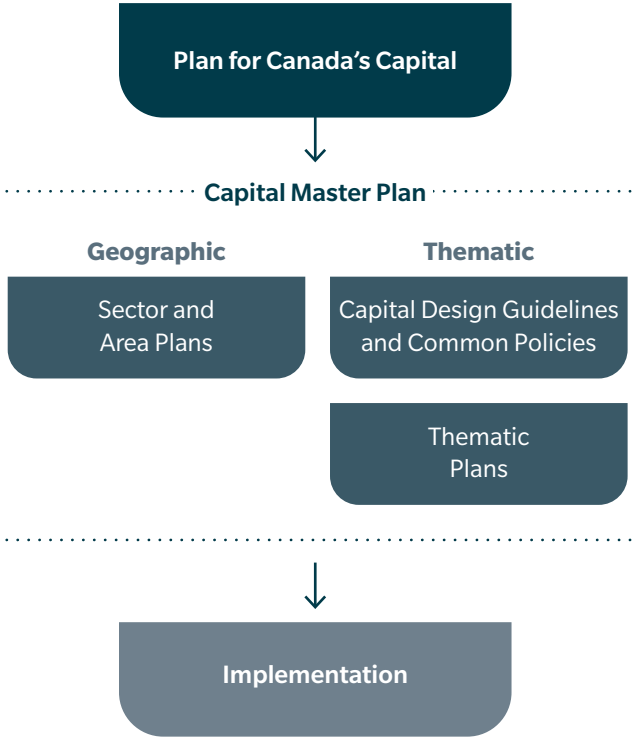 Plan for Canada’s Capital
Capital Master Plan
Geographic
Sector and
Area Plans
Thematic
Capital Design Guidelines
and Common Policies
Thematic
Plans
Implementation